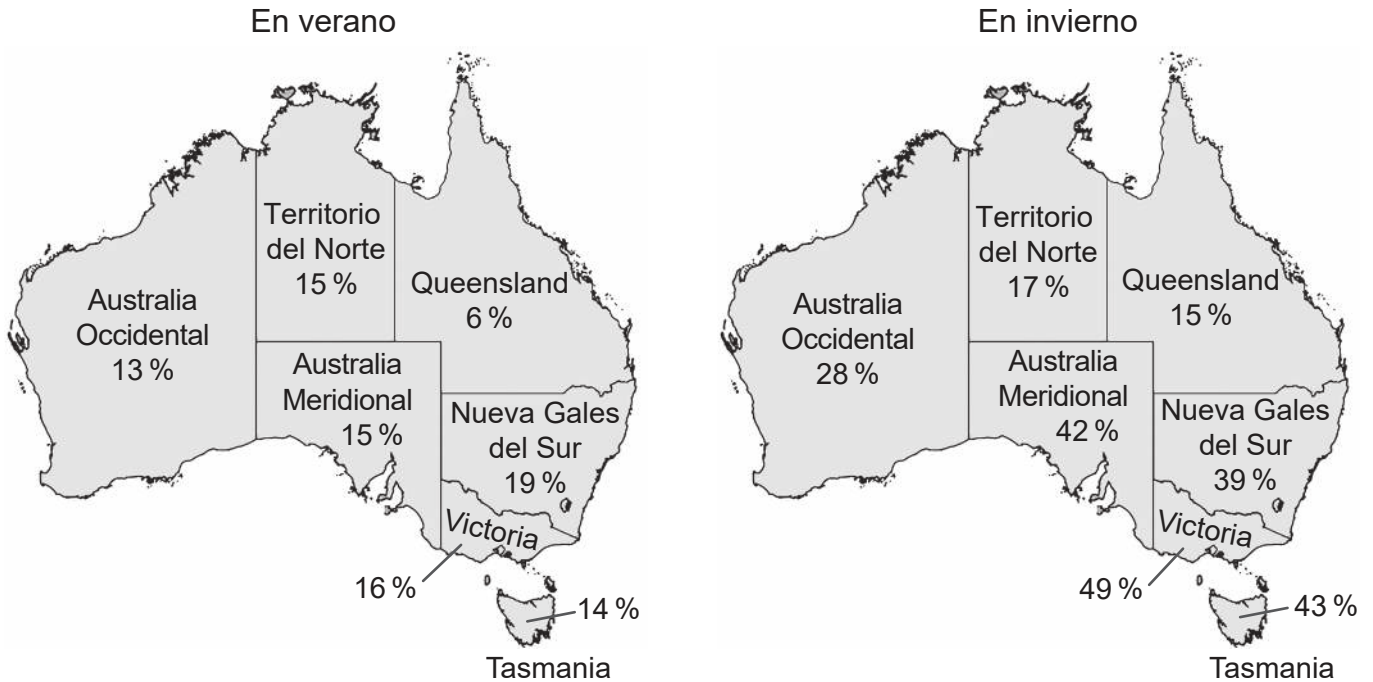 En verano
Territorio
del Norte
15 %
Queensland
6 %
Australia
Occidental
13 %
Australia
Meridional
15 %
Nueva Gales
del Sur
19 %
Victoria
16 %
14 %
Tasmania
En invierno
Territorio
del Norte
17 %
Queensland
15 %
Australia
Occidental
28 %
Australia
Meridional
42 %
Nueva Gales
del Sur
39 %
Victoria
49 %
43 %
Tasmania